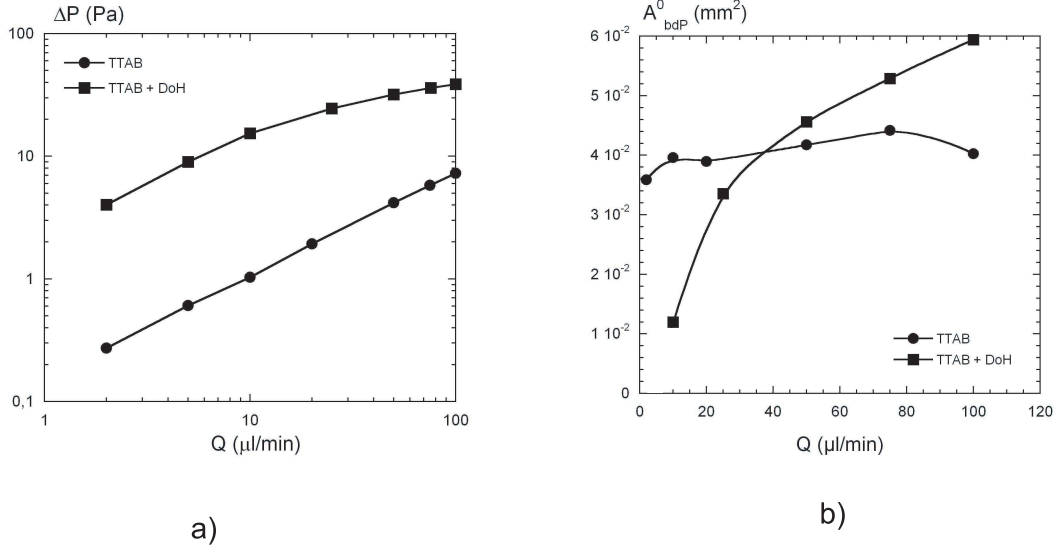 ΔP (Pa)
100
TTAB
TTAB + DoH
10
1
0,1
1
10
100
Q (μl/min)
a)
A⁰bdP (mm²)
6 10⁻²
5 10⁻²
4 10⁻²
3 10⁻²
2 10⁻²
1 10⁻²
0
TTAB
TTAB + DoH
0
20
40
60
80
100
120
Q (µl/min)
b)